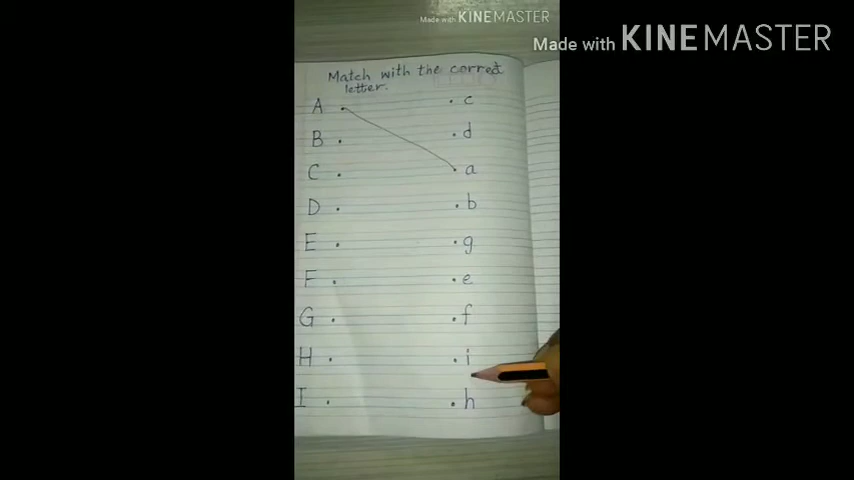 Made with KINEMASTER
Made with KINEMASTER
Match with the correct
letter.
A . . c
B . . d
C . . a
D . . b
E . . g
F . . e
G . . f
H . . i
I . . h